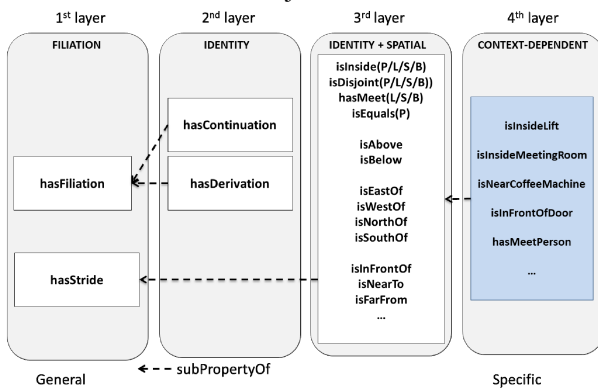 1st layer
2nd layer
3rd layer
4th layer
FILIATION
IDENTITY
IDENTITY + SPATIAL
CONTEXT-DEPENDENT
hasFiliation
hasStride
hasContinuation
hasDerivation
isInside(P/L/S/B)
isDisjoint(P/L/S/B))
hasMeet(L/S/B)
isEquals(P)
isAbove
isBelow
isEastOf
isWestOf
isNorthOf
isSouthOf
isInFrontOf
isNearTo
isFarFrom
...
isInsideLift
isInsideMeetingRoom
isNearCoffeeMachine
isInFrontOfDoor
hasMeetPerson
...
General
subPropertyOf
Specific